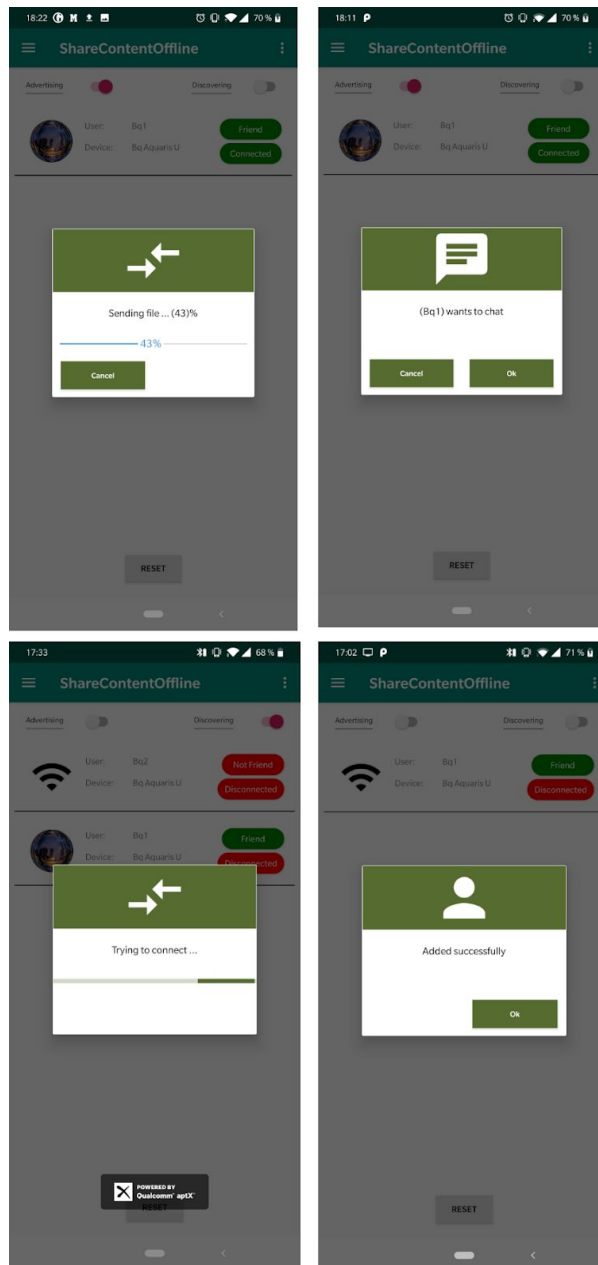 18:22 70 %
ShareContentOffline
Advertising Discovering
User: Bq1 Friend
Device: Bq Aquaris U Connected
Sending file ... (43)%
43%
Cancel
RESET
18:11 70 %
ShareContentOffline
Advertising Discovering
User: Bq1 Friend
Device: Bq Aquaris U Connected
(Bq1) wants to chat
Cancel Ok
RESET
17:33 68 %
ShareContentOffline
Advertising Discovering
User: Bq2 Not Friend
Device: Bq Aquaris U Disconnected
User: Bq1 Friend
Device: Bq Aquaris U Disconnected
Trying to connect ...
POWERED BY
Qualcomm® aptX™
RESET
17:02 71 %
ShareContentOffline
Advertising Discovering
User: Bq1 Friend
Device: Bq Aquaris U Disconnected
Added successfully
Ok
RESET